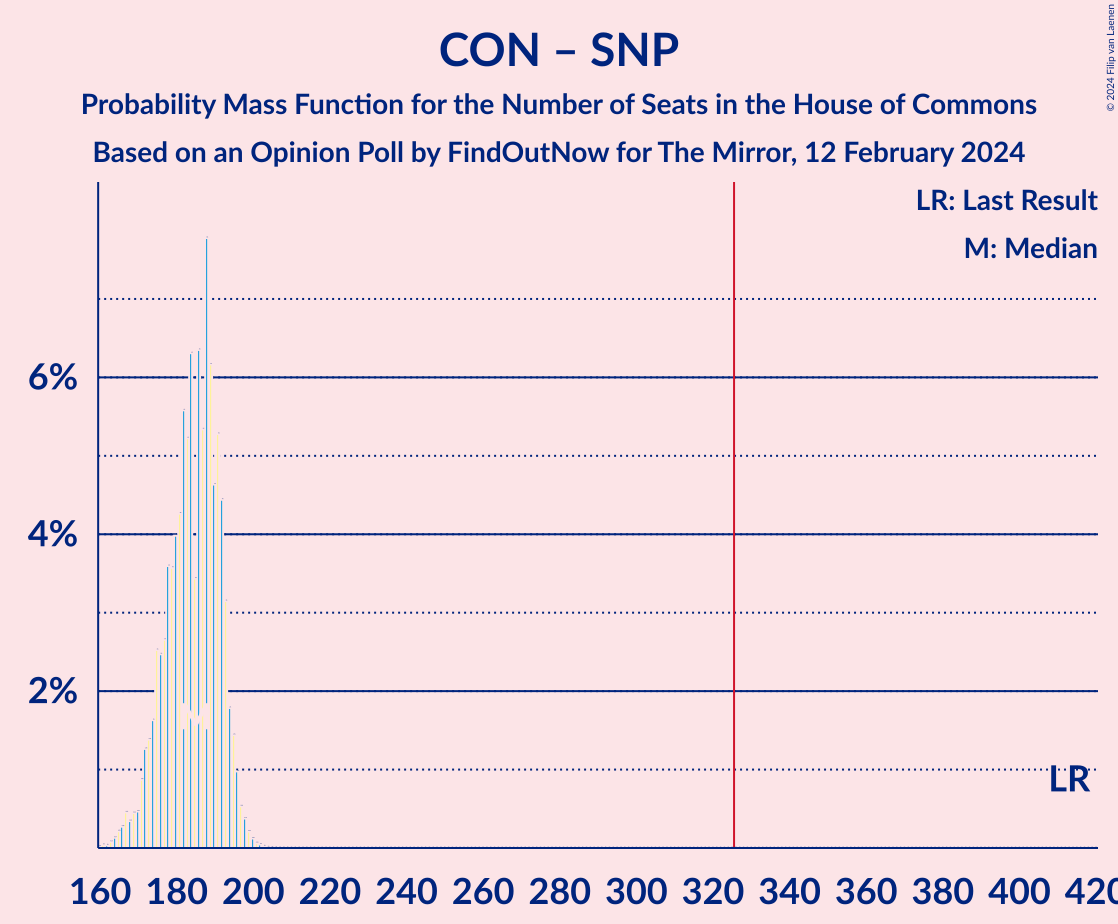 CON – SNP
Probability Mass Function for the Number of Seats in the House of Commons
Based on an Opinion Poll by FindOutNow for The Mirror, 12 February 2024
© 2024 Filip van Laenen
LR: Last Result
M: Median
6%
4%
2%
M
LR
160 180 200 220 240 260 280 300 320 340 360 380 400 420